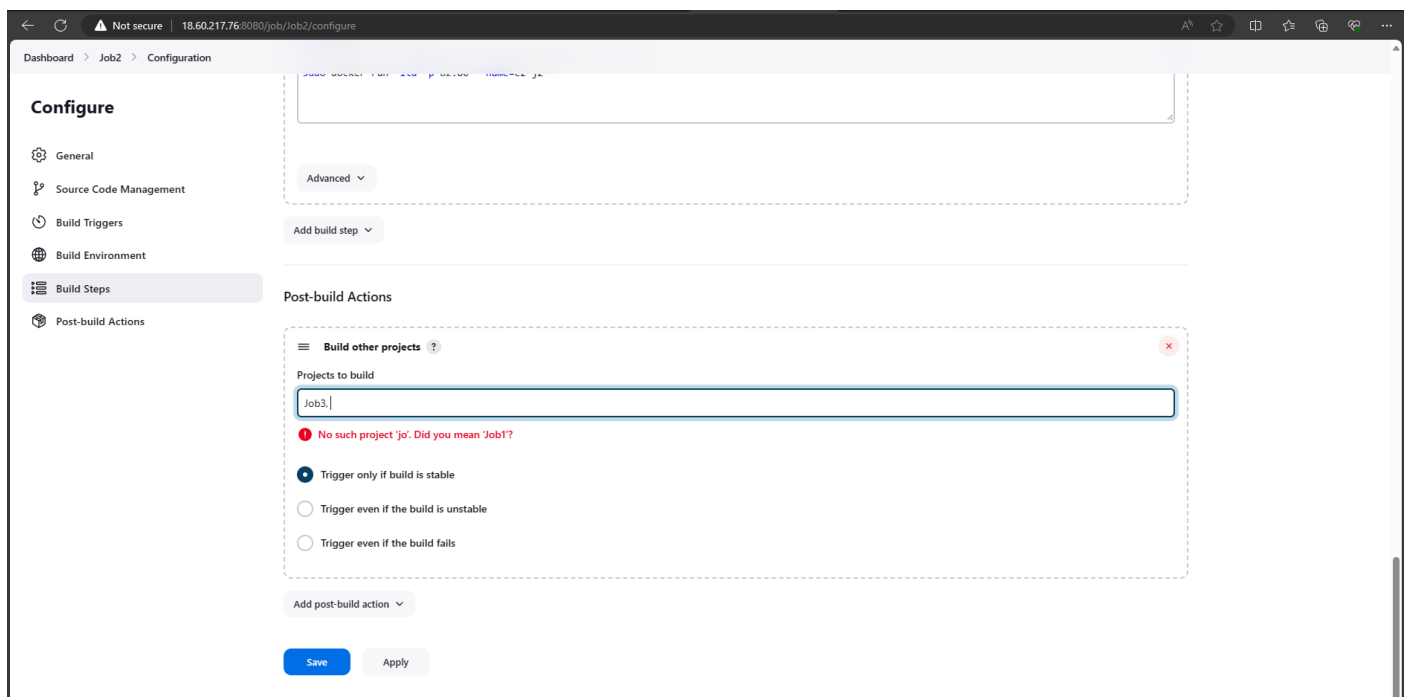 Not secure | 18.60.217.76:8080/job/Job2/configure
Dashboard > Job2 > Configuration
Configure
General
Source Code Management
Build Triggers
Build Environment
Build Steps
Post-build Actions
Advanced
Add build step
Post-build Actions
Build other projects ?
Projects to build
Job3,
No such project ‘jo’. Did you mean ‘Job1’?
Trigger only if build is stable
Trigger even if the build is unstable
Trigger even if the build fails
Add post-build action
Save Apply